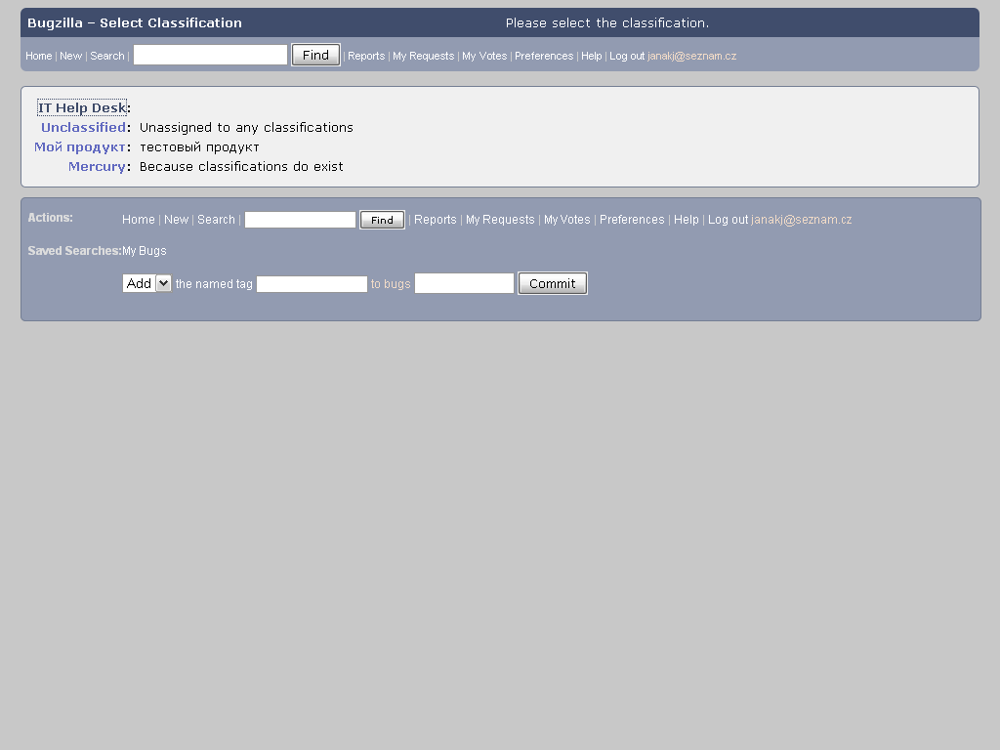 Bugzilla – Select Classification Please select the classification.
Home | New | Search | Find | Reports | My Requests | My Votes | Preferences | Help | Log out janakj@seznam.cz
IT Help Desk:
Unclassified: Unassigned to any classifications
Мой продукт: тестовый продукт
Mercury: Because classifications do exist
Actions: Home | New | Search | Find | Reports | My Requests | My Votes | Preferences | Help | Log out janakj@seznam.cz
Saved Searches: My Bugs
Add the named tag to bugs Commit